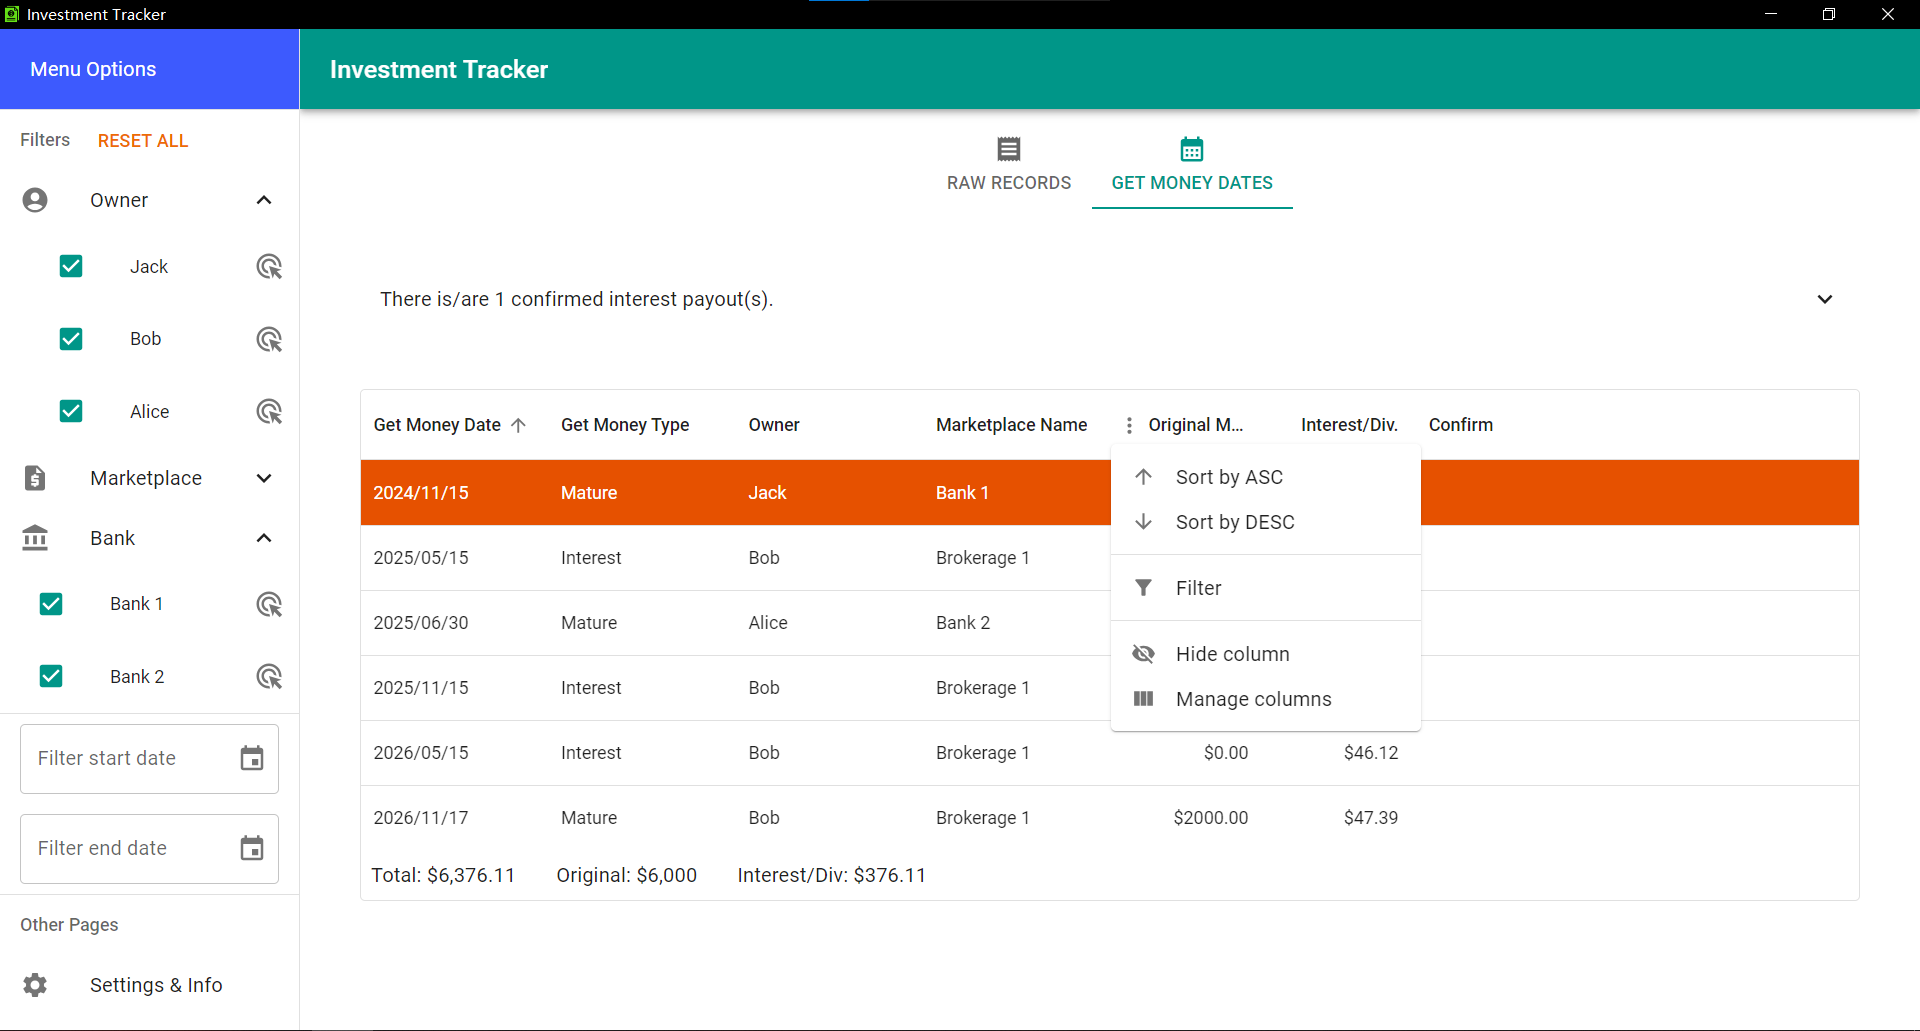 Investment Tracker
Menu Options
Investment Tracker
Filters RESET ALL
Owner
Jack
Bob
Alice
Marketplace
Bank
Bank 1
Bank 2
Filter start date
Filter end date
Other Pages
Settings & Info
RAW RECORDS GET MONEY DATES
There is/are 1 confirmed interest payout(s).
Get Money Date Get Money Type Owner Marketplace Name Original M... Interest/Div. Confirm
2024/11/15 Mature Jack Bank 1
2025/05/15 Interest Bob Brokerage 1
2025/06/30 Mature Alice Bank 2
2025/11/15 Interest Bob Brokerage 1
2026/05/15 Interest Bob Brokerage 1 $0.00 $46.12
2026/11/17 Mature Bob Brokerage 1 $2000.00 $47.39
Total: $6,376.11 Original: $6,000 Interest/Div: $376.11
Sort by ASC
Sort by DESC
Filter
Hide column
Manage columns